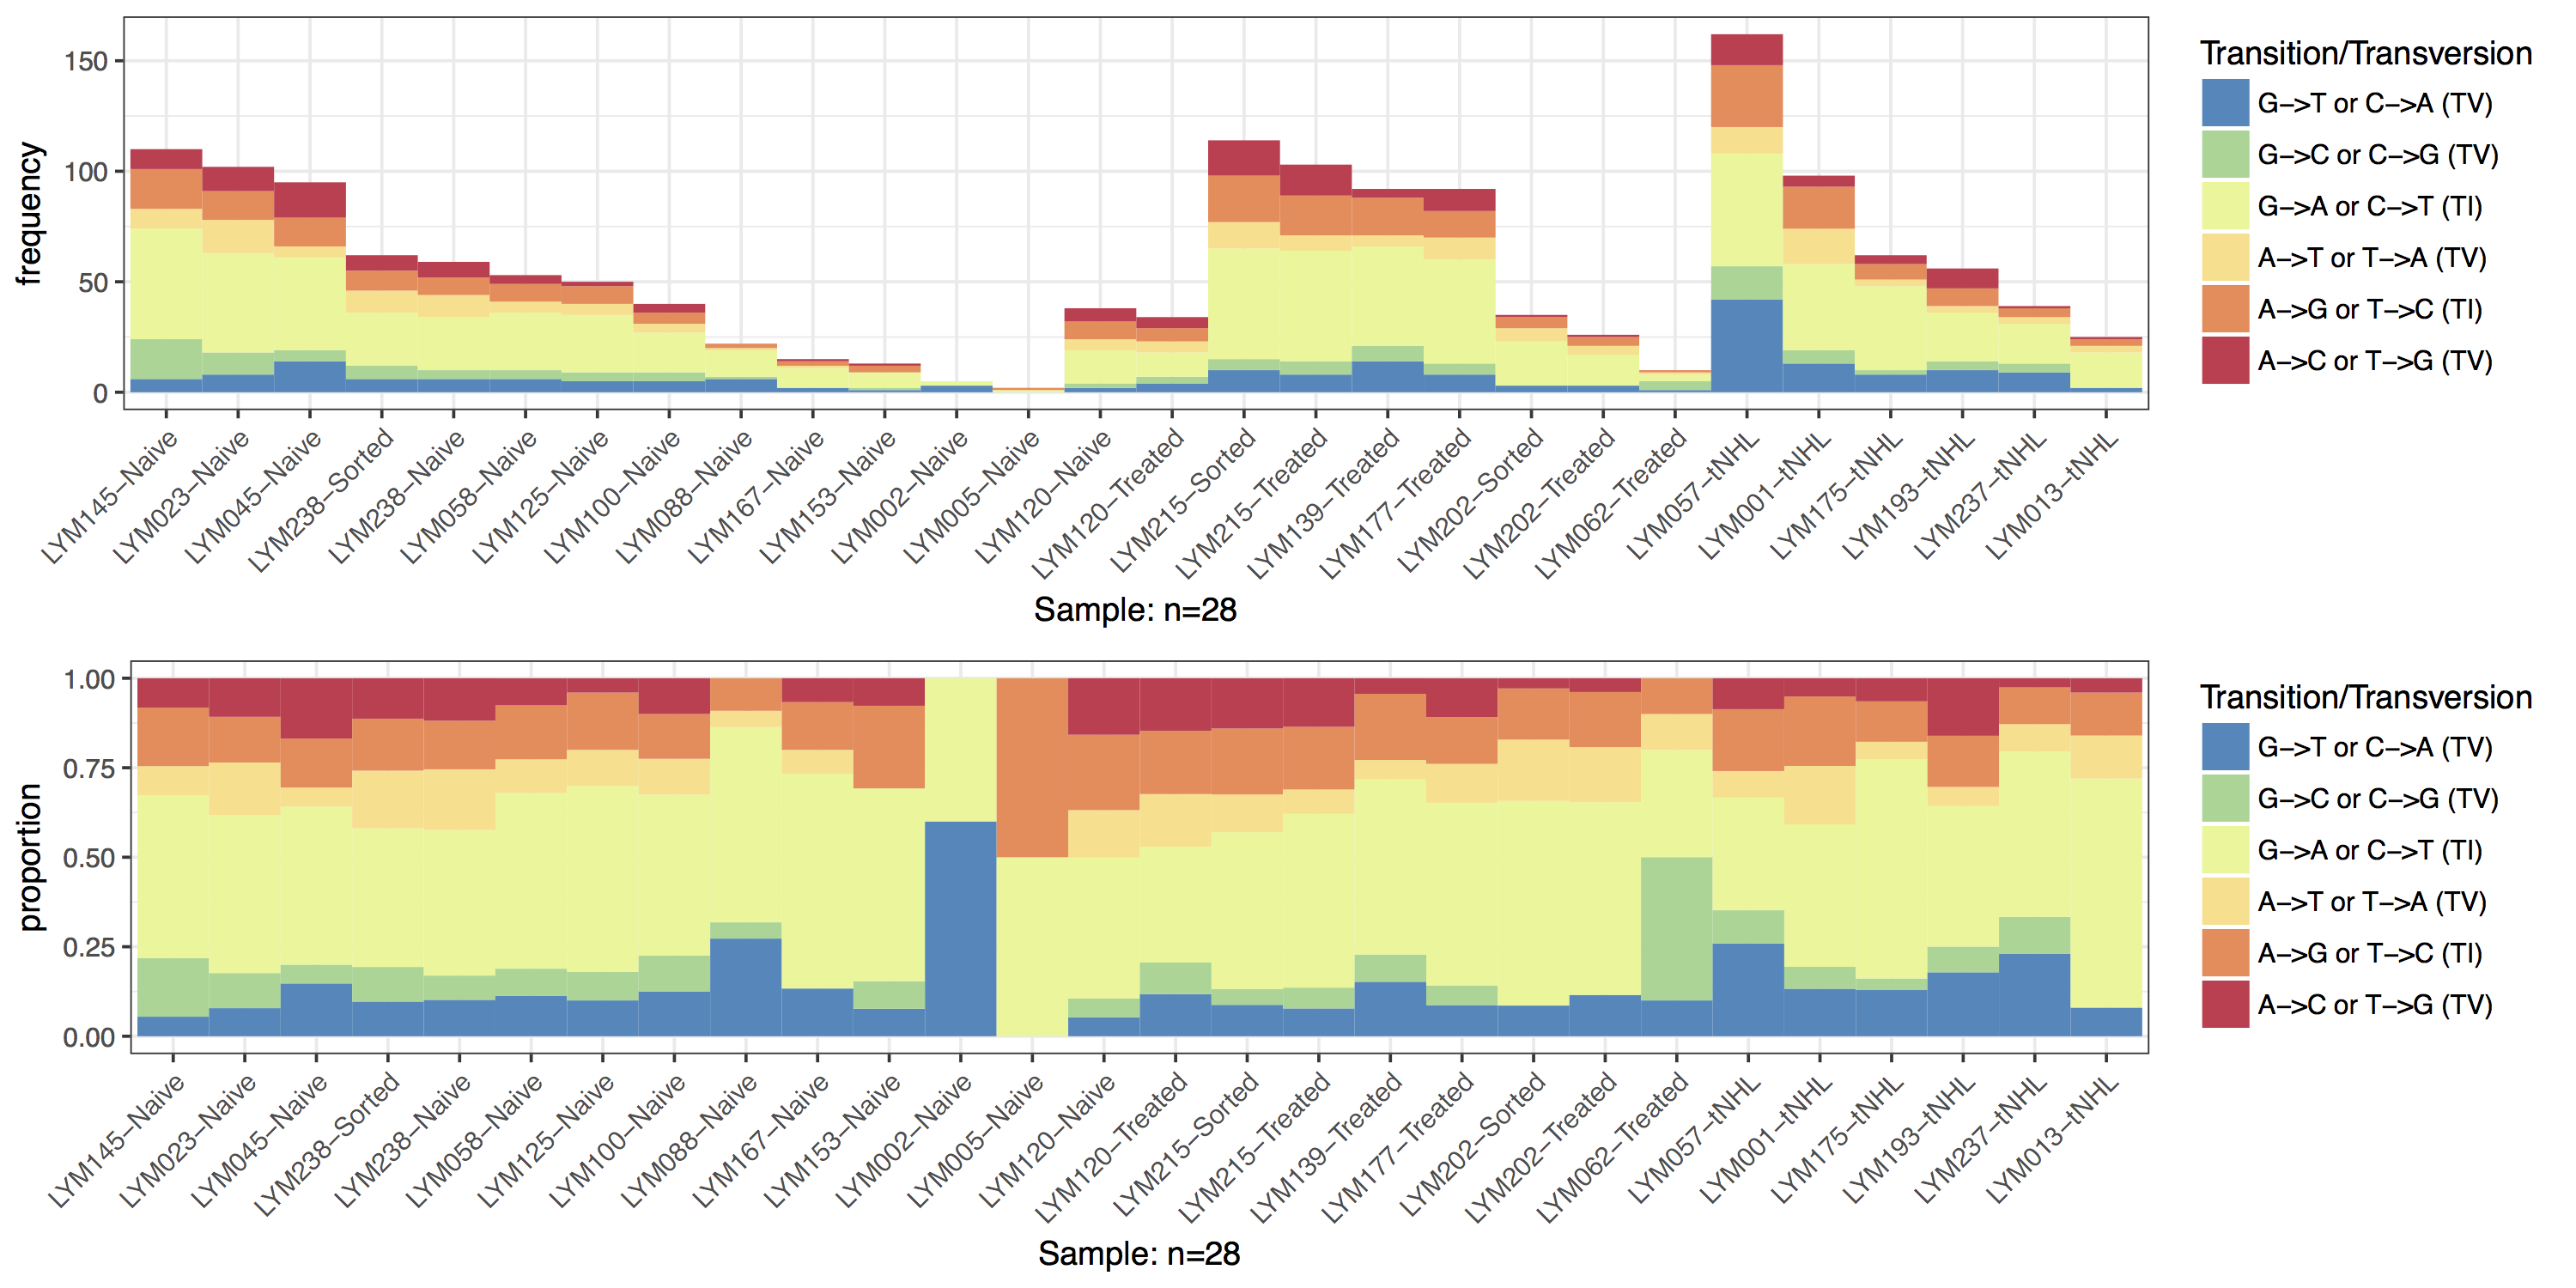 frequency
150
100
50
0
LYM145−Naive
LYM023−Naive
LYM045−Naive
LYM238−Sorted
LYM238−Naive
LYM058−Naive
LYM125−Naive
LYM100−Naive
LYM088−Naive
LYM167−Naive
LYM153−Naive
LYM002−Naive
LYM005−Naive
LYM120−Naive
LYM120−Treated
LYM215−Sorted
LYM215−Treated
LYM139−Treated
LYM177−Treated
LYM202−Sorted
LYM202−Treated
LYM062−Treated
LYM057−tNHL
LYM001−tNHL
LYM175−tNHL
LYM193−tNHL
LYM237−tNHL
LYM013−tNHL
Sample: n=28
Transition/Transversion
G−>T or C−>A (TV)
G−>C or C−>G (TV)
G−>A or C−>T (TI)
A−>T or T−>A (TV)
A−>G or T−>C (TI)
A−>C or T−>G (TV)
proportion
1.00
0.75
0.50
0.25
0.00
LYM145−Naive
LYM023−Naive
LYM045−Naive
LYM238−Sorted
LYM238−Naive
LYM058−Naive
LYM125−Naive
LYM100−Naive
LYM088−Naive
LYM167−Naive
LYM153−Naive
LYM002−Naive
LYM005−Naive
LYM120−Naive
LYM120−Treated
LYM215−Sorted
LYM215−Treated
LYM139−Treated
LYM177−Treated
LYM202−Sorted
LYM202−Treated
LYM062−Treated
LYM057−tNHL
LYM001−tNHL
LYM175−tNHL
LYM193−tNHL
LYM237−tNHL
LYM013−tNHL
Sample: n=28
Transition/Transversion
G−>T or C−>A (TV)
G−>C or C−>G (TV)
G−>A or C−>T (TI)
A−>T or T−>A (TV)
A−>G or T−>C (TI)
A−>C or T−>G (TV)